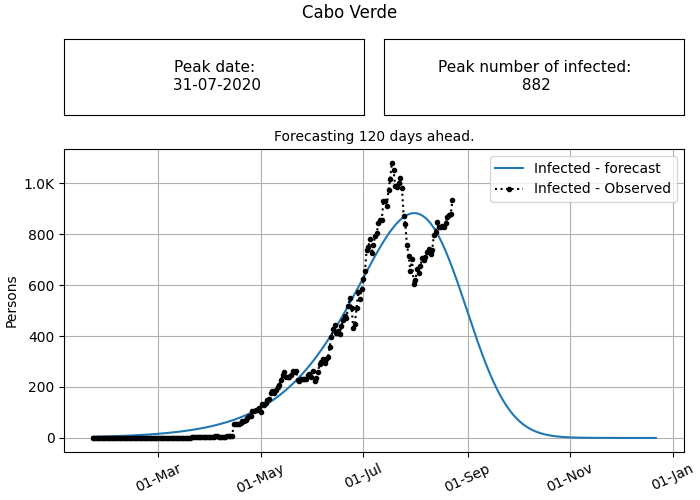 Cabo Verde
Peak date:
31-07-2020
Peak number of infected:
882
Forecasting 120 days ahead.
Infected - forecast
Infected - Observed
1.0K
800
600
400
200
0
Persons
01-Mar
01-May
01-Jul
01-Sep
01-Nov
01-Jan